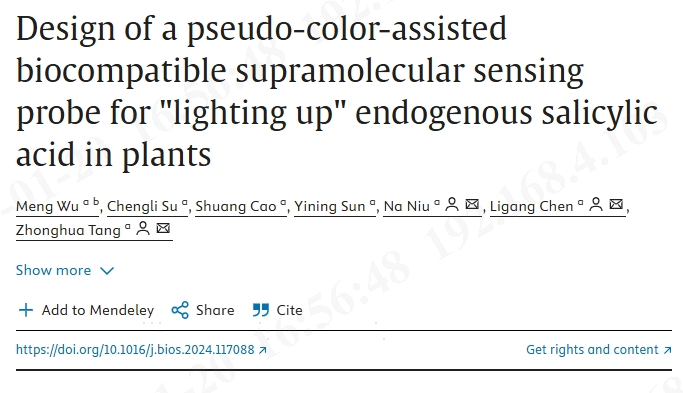 Design of a pseudo-color-assisted
biocompatible supramolecular sensing
probe for "lighting up" endogenous salicylic
acid in plants
Meng Wu ᵃ ᵇ, Chengli Su ᵃ, Shuang Cao ᵃ, Yining Sun ᵃ, Na Niu ᵃ, Ligang Chen ᵃ,
Zhonghua Tang ᵃ
Show more
Add to Mendeley Share Cite
https://doi.org/10.1016/j.bios.2024.117088 Get rights and content